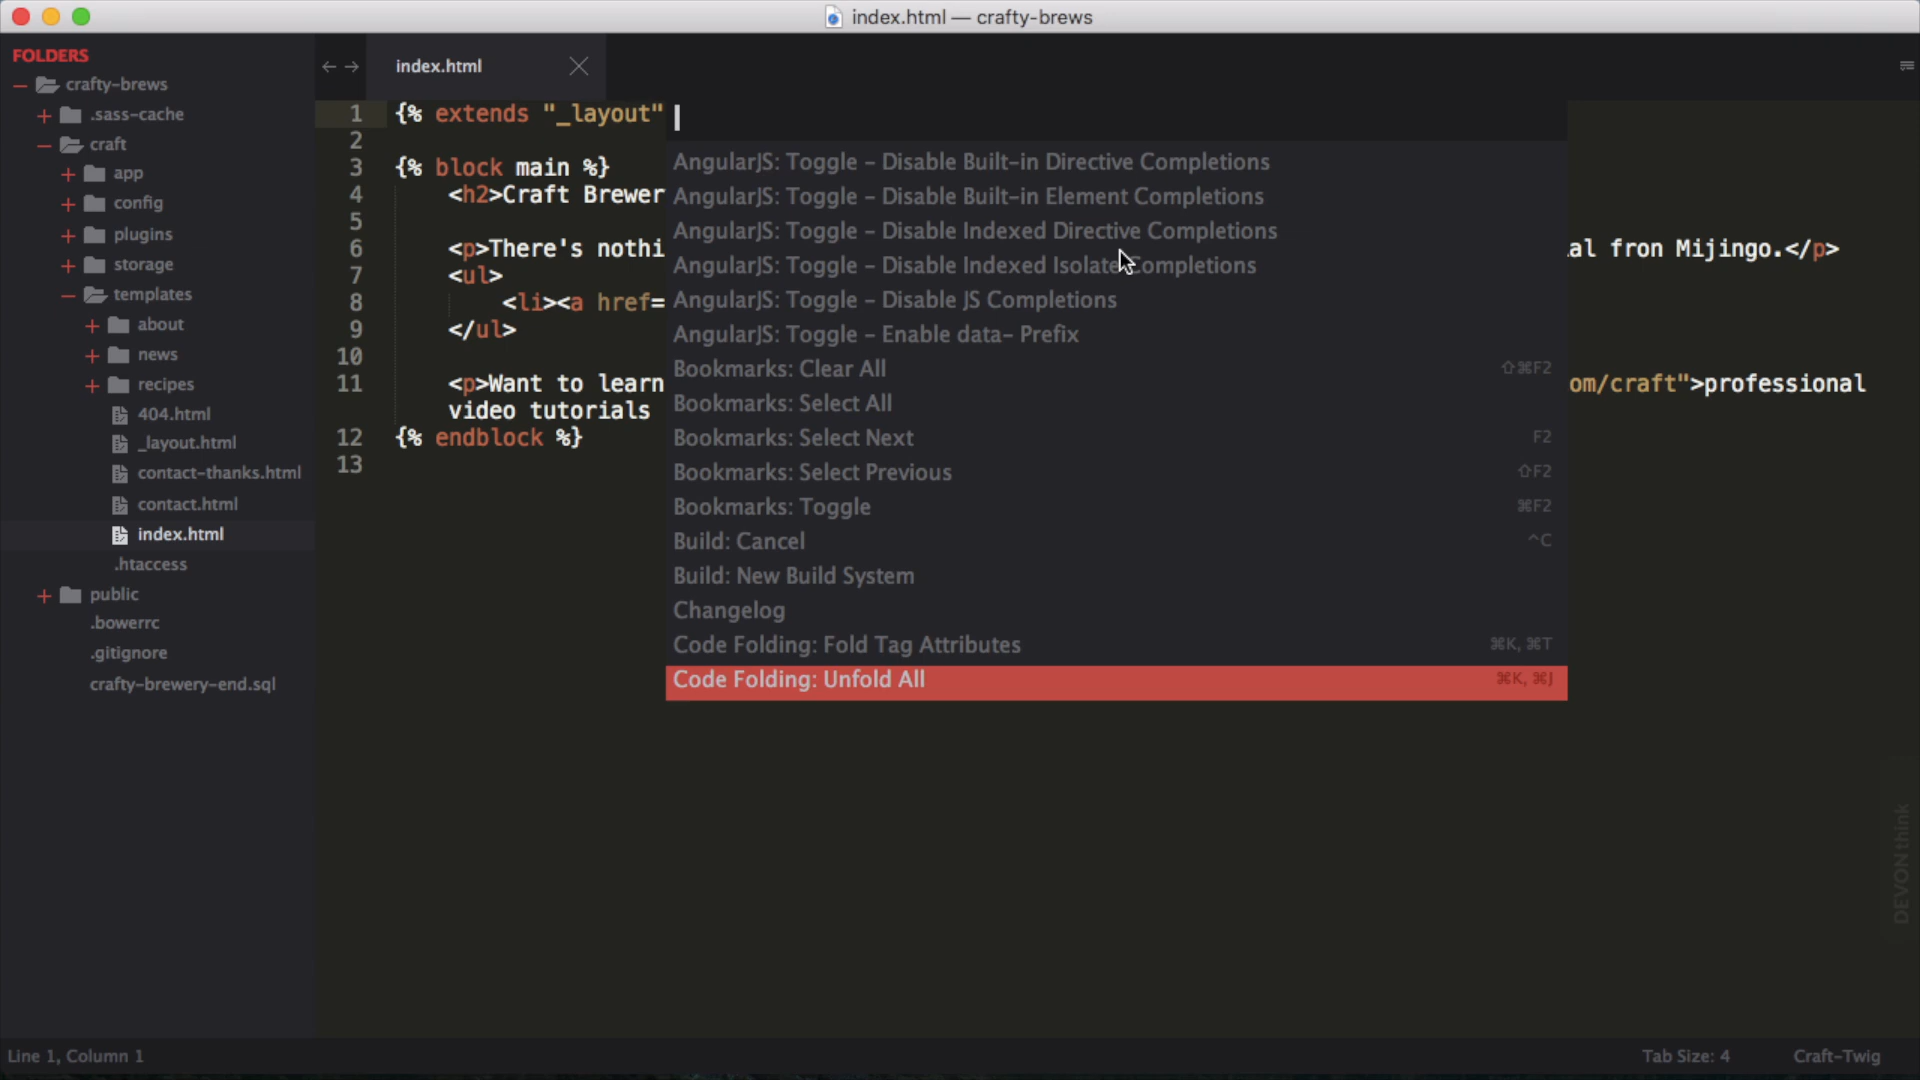 index.html — crafty-brews
FOLDERS
crafty-brews
.sass-cache
craft
app
config
plugins
storage
templates
about
news
recipes
404.html
_layout.html
contact-thanks.html
contact.html
index.html
.htaccess
public
.bowerrc
.gitignore
crafty-brewery-end.sql
index.html
1 {% extends "_layout"
2
3 {% block main %}
4 <h2>Craft Brewer
5
6 <p>There's nothi al fron Mijingo.</p>
7 <ul>
8 <li><a href=
9 </ul>
10
11 <p>Want to learn om/craft">professional
video tutorials
12 {% endblock %}
13
AngularJS: Toggle – Disable Built-in Directive Completions
AngularJS: Toggle – Disable Built-in Element Completions
AngularJS: Toggle – Disable Indexed Directive Completions
AngularJS: Toggle – Disable Indexed Isolate Completions
AngularJS: Toggle – Disable JS Completions
AngularJS: Toggle – Enable data- Prefix
Bookmarks: Clear All ⇧⌘F2
Bookmarks: Select All
Bookmarks: Select Next F2
Bookmarks: Select Previous ⇧F2
Bookmarks: Toggle ⌘F2
Build: Cancel ^C
Build: New Build System
Changelog
Code Folding: Fold Tag Attributes ⌘K, ⌘T
Code Folding: Unfold All ⌘K, ⌘J
DEVONthink
Line 1, Column 1
Tab Size: 4
Craft-Twig